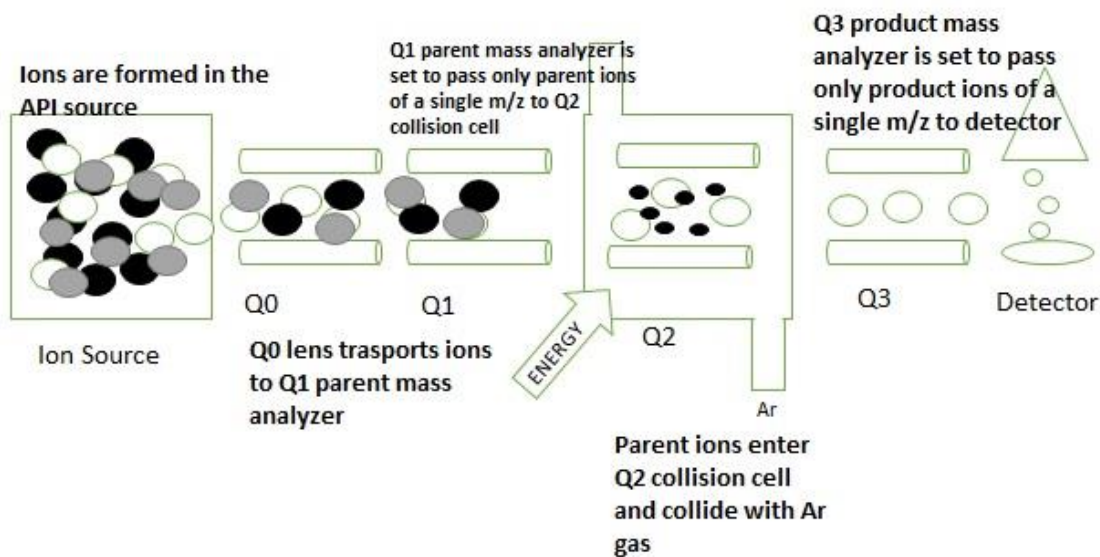 Ions are formed in the
API source
Q1 parent mass analyzer is
set to pass only parent ions
of a single m/z to Q2
collision cell
Q3 product mass
analyzer is set to pass
only product ions of a
single m/z to detector
Q0
Q1
Q2
Q3
Detector
Ion Source
ENERGY
Q0 lens trasports ions
to Q1 parent mass
analyzer
Ar
Parent ions enter
Q2 collision cell
and collide with Ar
gas